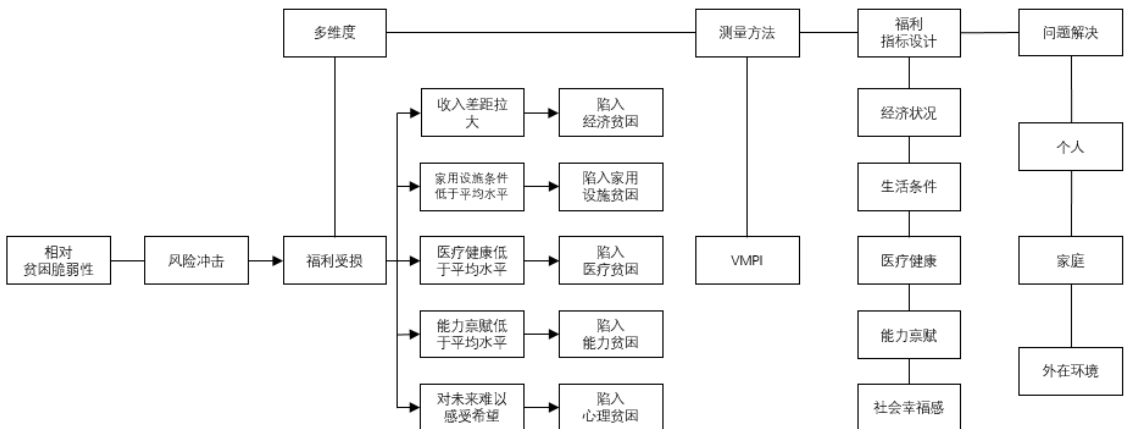 多维度
测量方法
福利
指标设计
问题解决
收入差距拉
大
陷入
经济贫困
经济状况
个人
家用设施条件
低于平均水平
陷入家用
设施贫困
生活条件
相对
贫困脆弱性
风险冲击
福利受损
医疗健康低
于平均水平
陷入
医疗贫困
VMPI
医疗健康
家庭
能力禀赋低
于平均水平
陷入
能力贫困
能力禀赋
外在环境
对未来难以
感受希望
陷入
心理贫困
社会幸福感